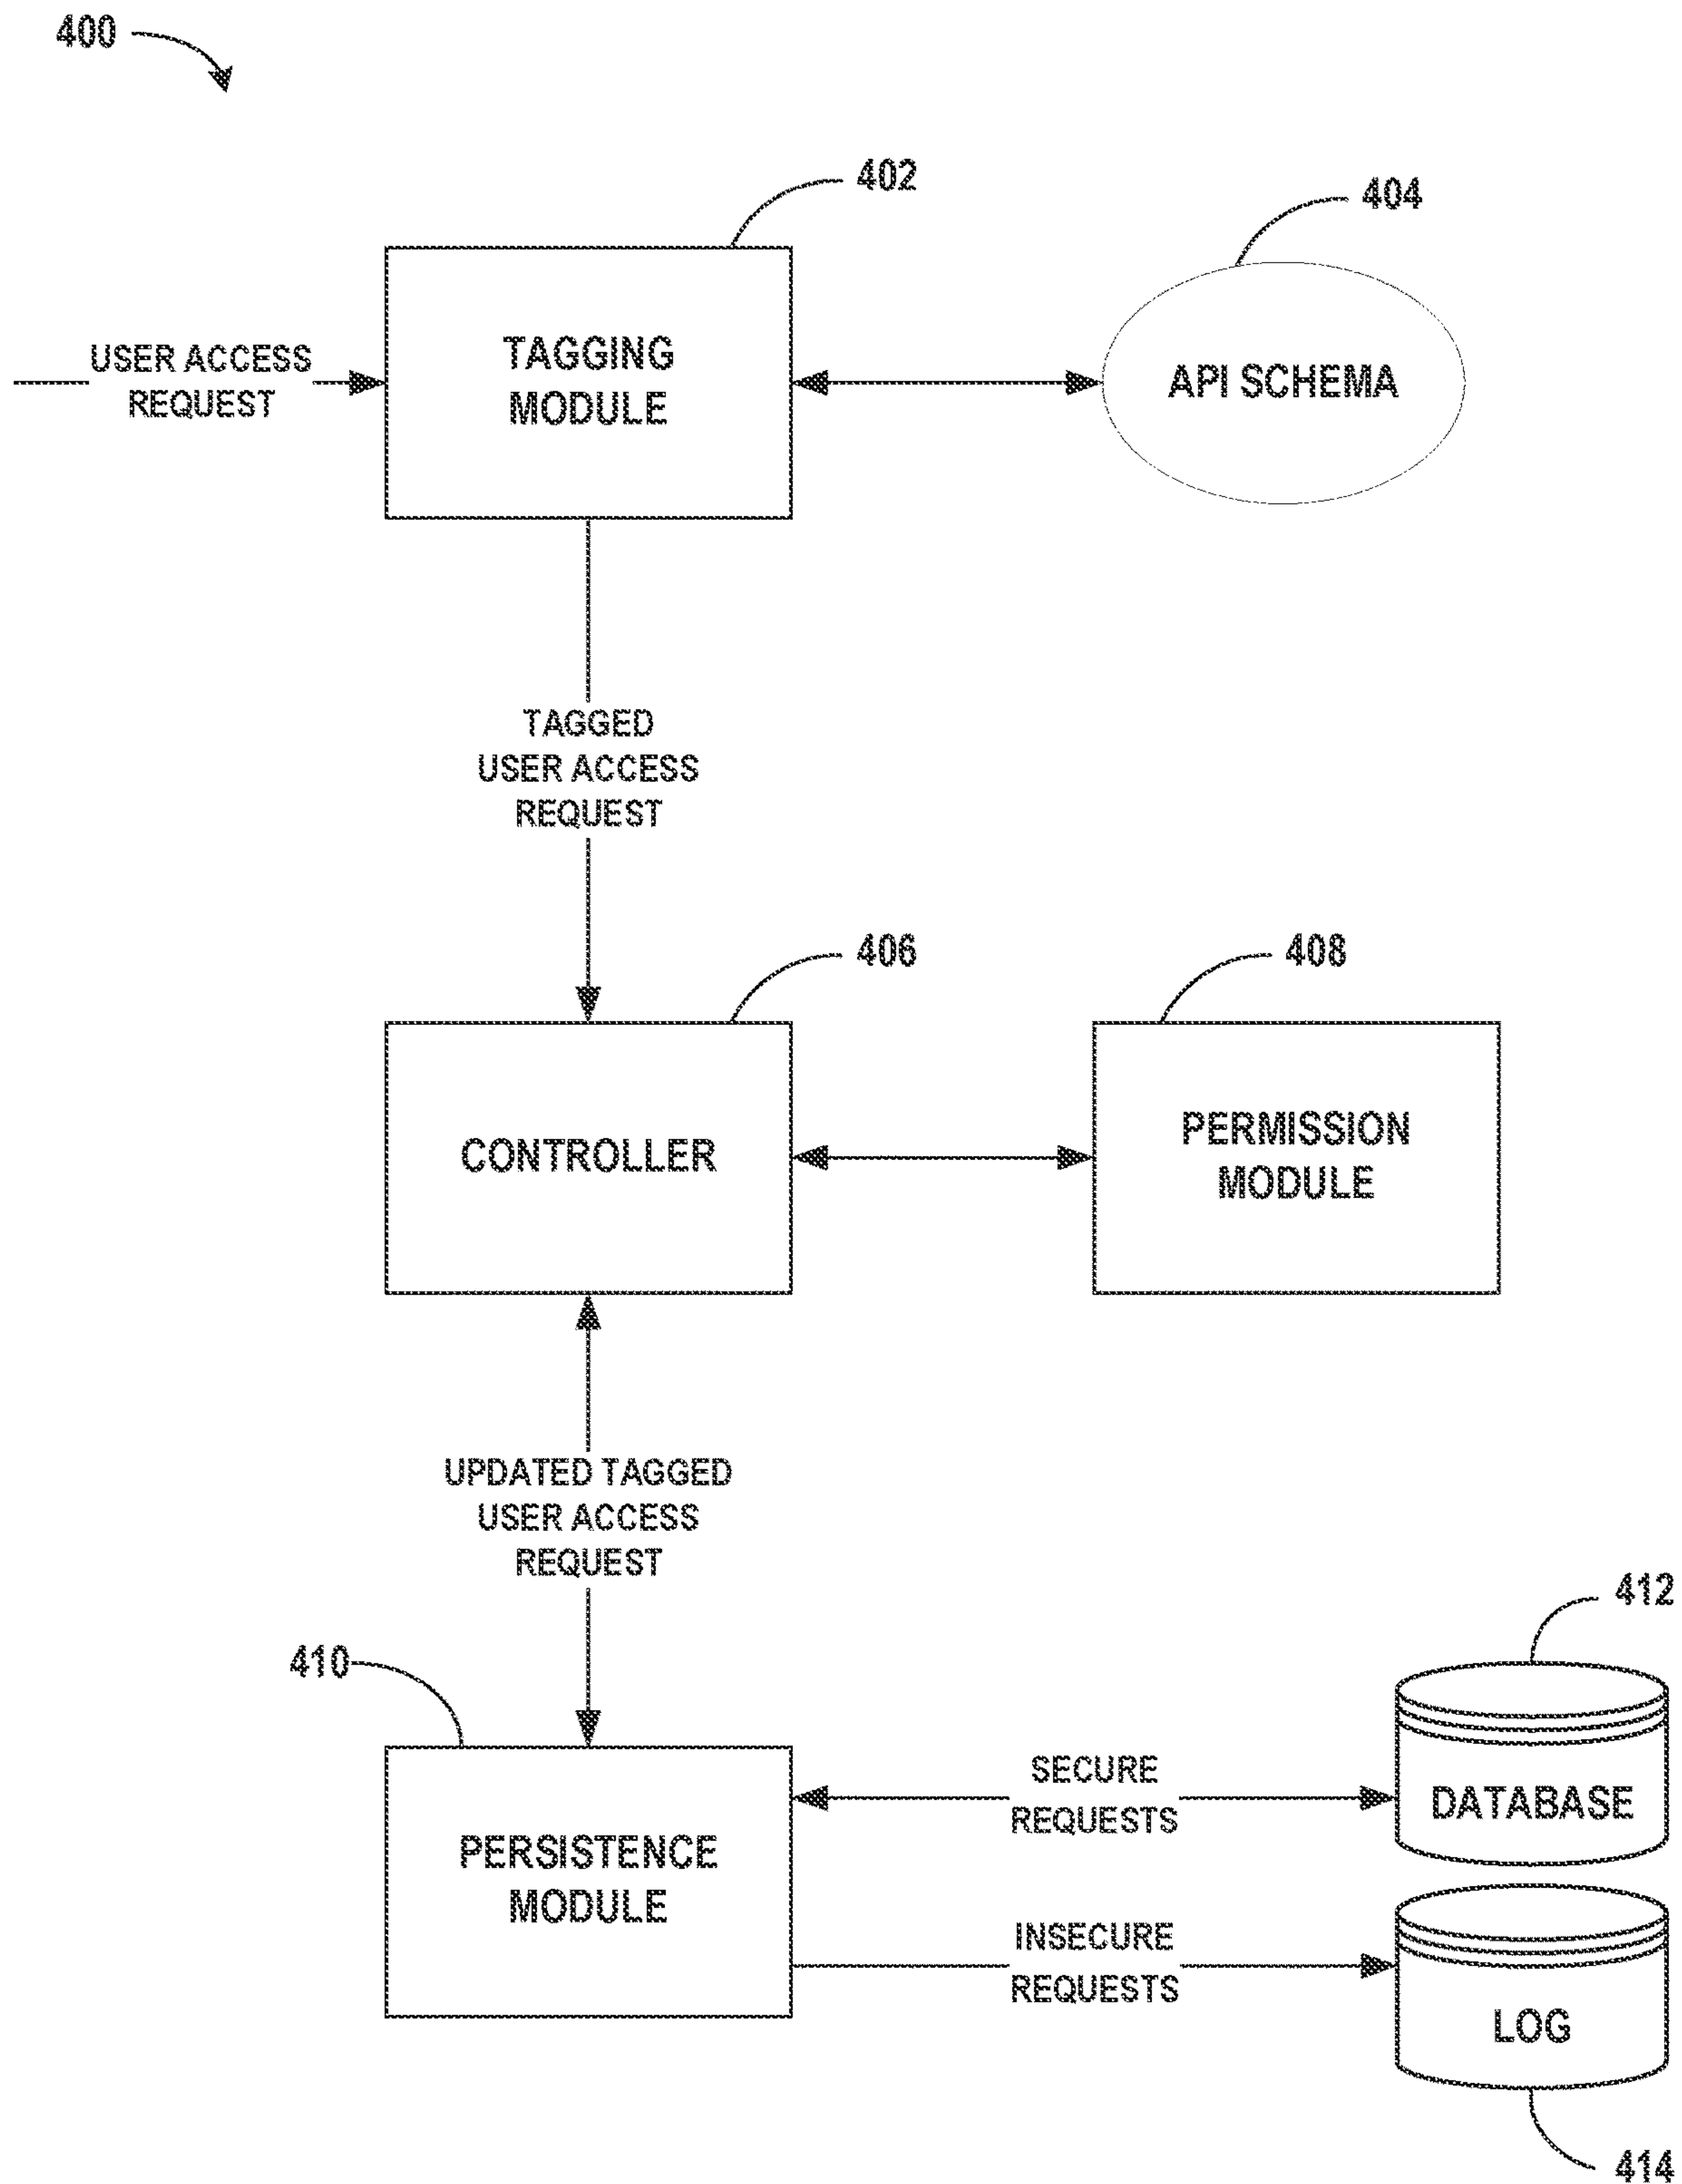 400
402
404
USER ACCESS
REQUEST
TAGGING
MODULE
API SCHEMA
TAGGED
USER ACCESS
REQUEST
406
408
CONTROLLER
PERMISSION
MODULE
UPDATED TAGGED
USER ACCESS
REQUEST
410
412
PERSISTENCE
MODULE
SECURE
REQUESTS
DATABASE
INSECURE
REQUESTS
LOG
414